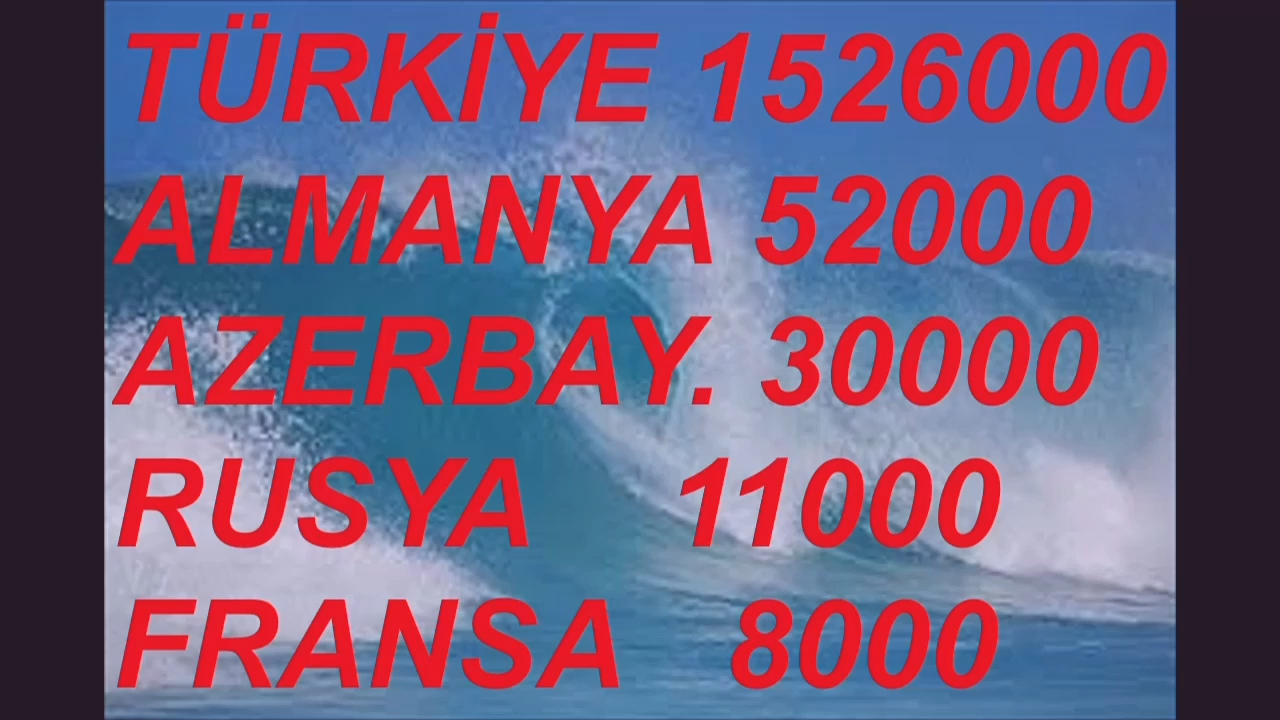 TÜRKİYE 1526000
ALMANYA 52000
AZERBAY. 30000
RUSYA 11000
FRANSA 8000